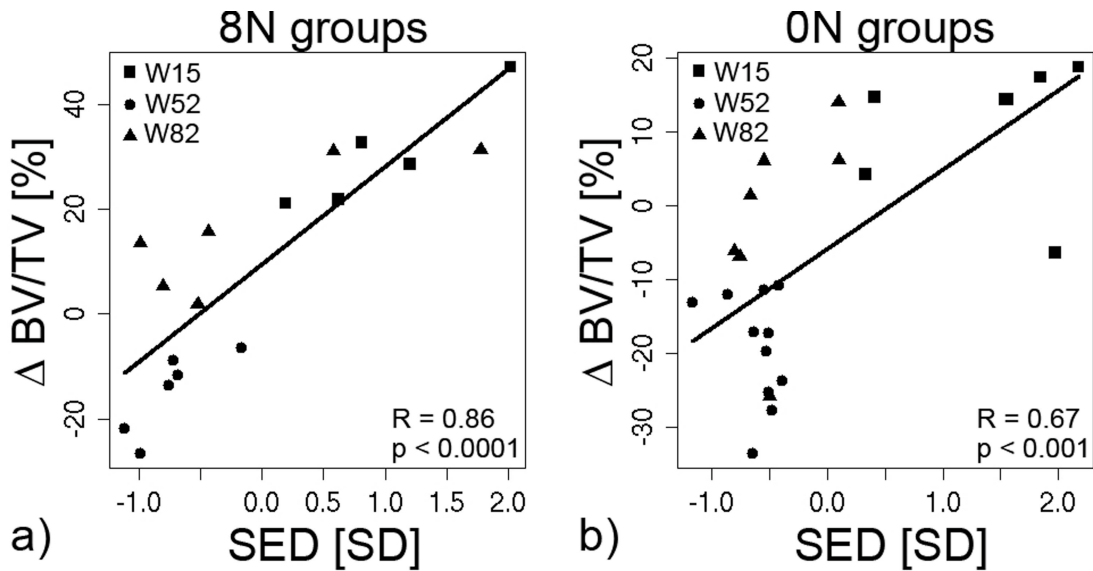 8N groups
W15
W52
W82
40
20
0
-20
Δ BV/TV [%]
R = 0.86
p < 0.0001
-1.0 0.0 0.5 1.0 1.5 2.0
a)
SED [SD]
0N groups
W15
W52
W82
20
10
0
-10
-20
-30
Δ BV/TV [%]
R = 0.67
p < 0.001
-1.0 0.0 1.0 2.0
b)
SED [SD]